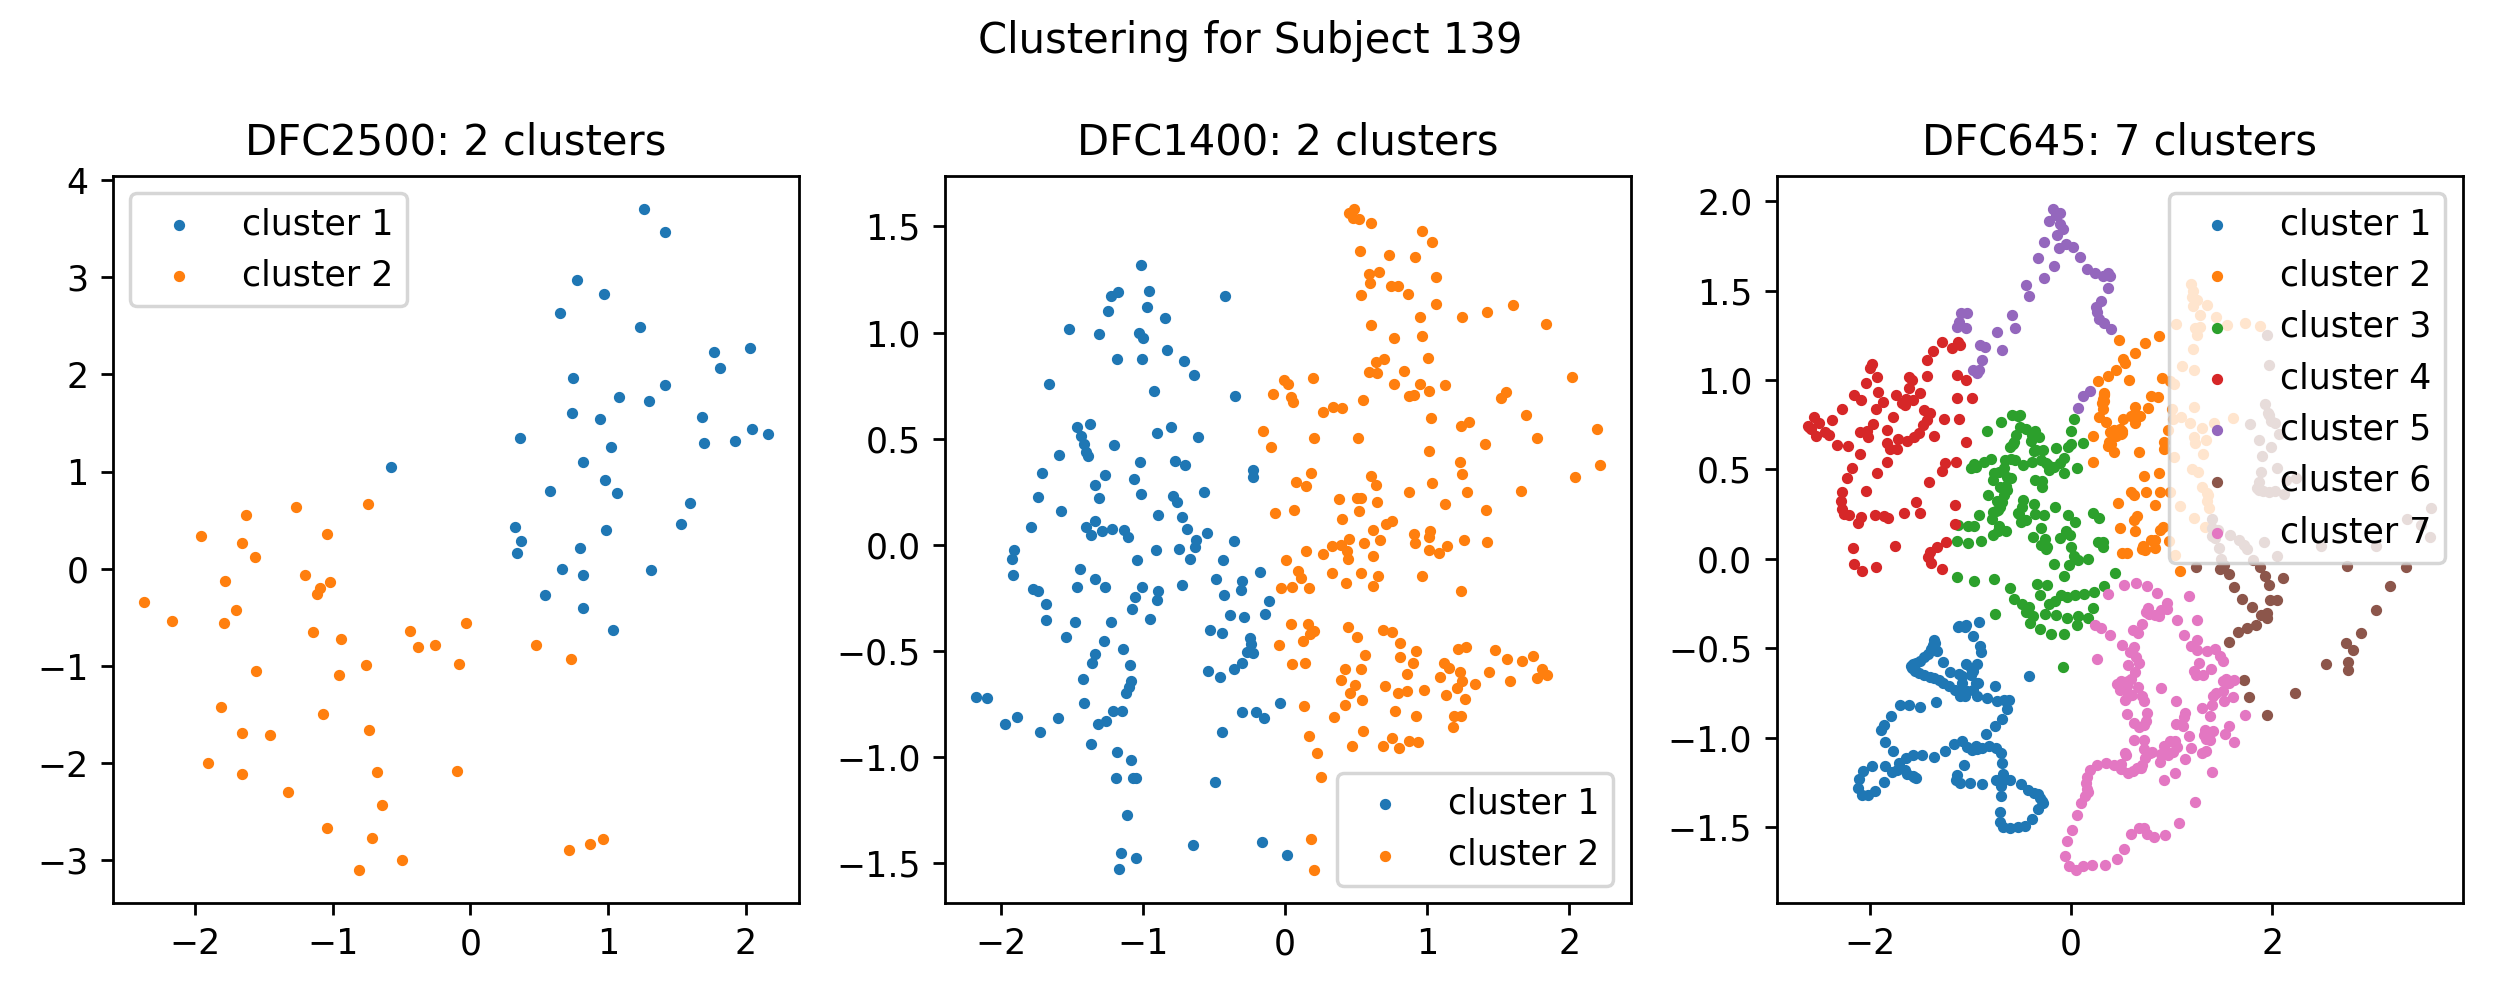 Clustering for Subject 139
DFC2500: 2 clusters
4
3
2
1
0
−1
−2
−3
−2
−1
0
1
2
cluster 1
cluster 2
DFC1400: 2 clusters
1.5
1.0
0.5
0.0
−0.5
−1.0
−1.5
−2
−1
0
1
2
cluster 1
cluster 2
DFC645: 7 clusters
2.0
1.5
1.0
0.5
0.0
−0.5
−1.0
−1.5
−2
0
2
cluster 1
cluster 2
cluster 3
cluster 4
cluster 5
cluster 6
cluster 7